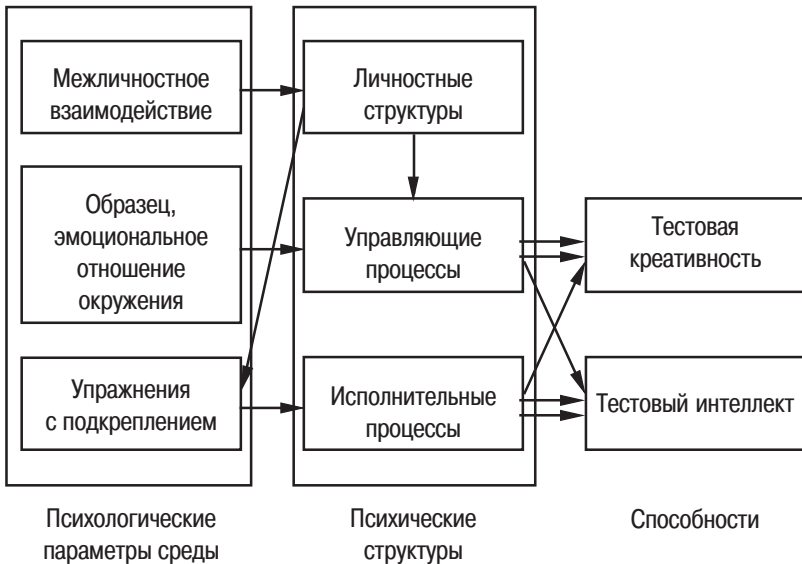 Межличностное
взаимодействие
Личностные
структуры
Образец,
эмоциональное
отношение
окружения
Управляющие
процессы
Тестовая
креативность
Упражнения
с подкреплением
Исполнительные
процессы
Тестовый интеллект
Психологические
параметры среды
Психические
структуры
Способности